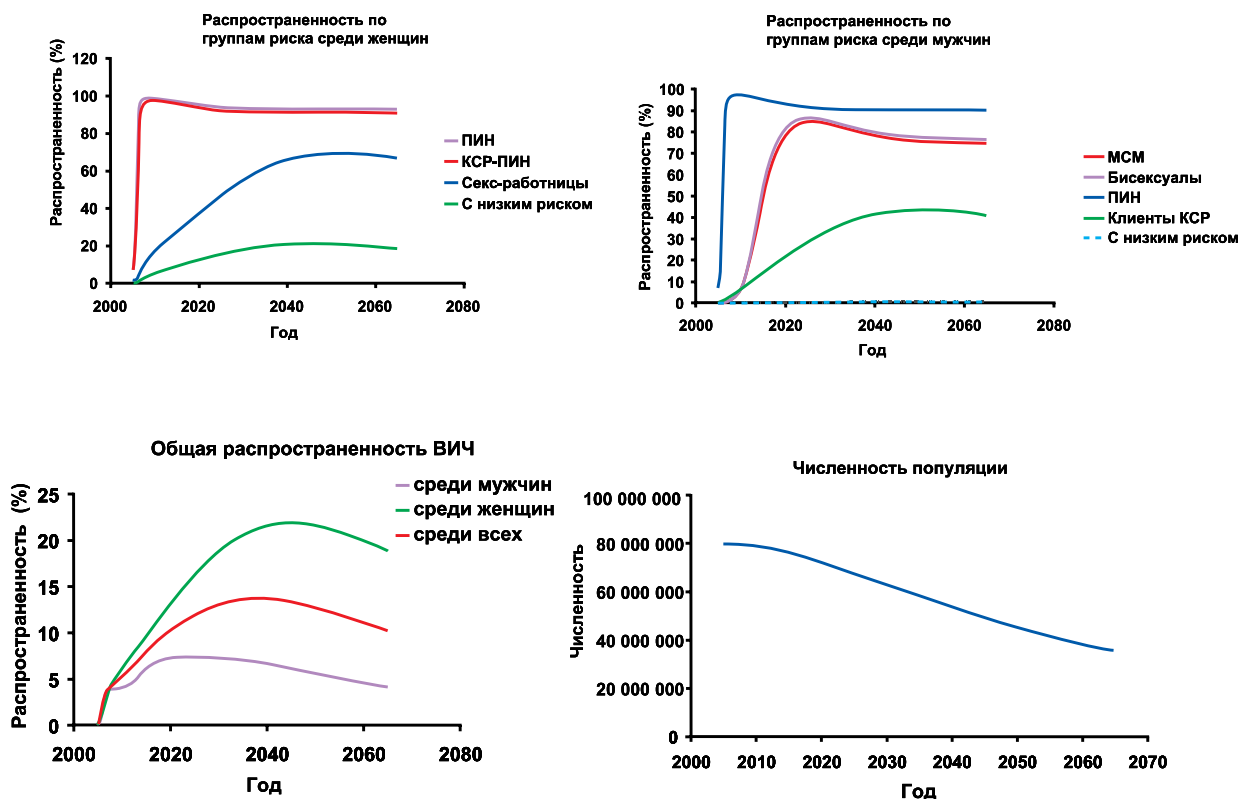 Распространенность по
группам риска среди женщин
Распространенность (%)
120
100
80
60
40
20
0
2000
2020
2040
2060
2080
Год
ПИН
КСР-ПИН
Секс-работницы
С низким риском
Распространенность по
группам риска среди мужчин
Распространенность (%)
100
90
80
70
60
50
40
30
20
10
0
2000
2020
2040
2060
2080
Год
МСМ
Бисексуалы
ПИН
Клиенты КСР
С низким риском
Общая распространенность ВИЧ
Распространенность (%)
25
20
15
10
5
0
2000
2020
2040
2060
2080
Год
среди мужчин
среди женщин
среди всех
Численность популяции
Численность
100 000 000
80 000 000
60 000 000
40 000 000
20 000 000
0
2000
2010
2020
2030
2040
2050
2060
2070
Год